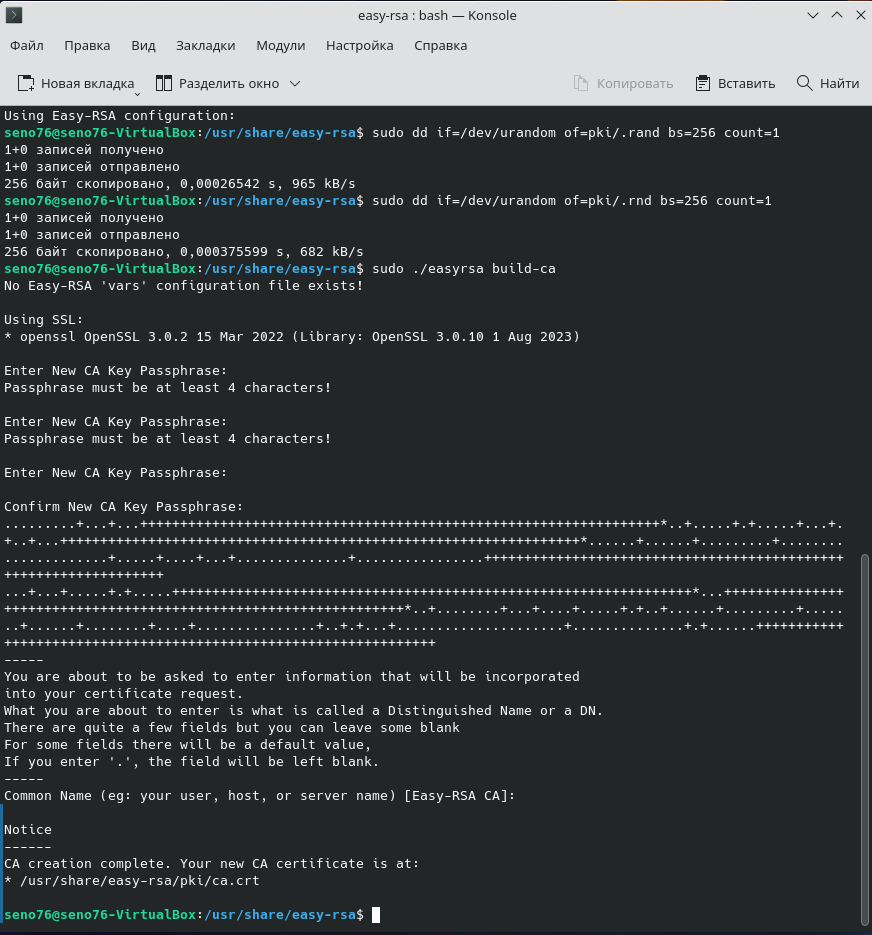 easy-rsa : bash — Konsole
Файл Правка Вид Закладки Модули Настройка Справка
Новая вкладка Разделить окно Копировать Вставить Найти
Using Easy-RSA configuration:
seno76@seno76-VirtualBox:/usr/share/easy-rsa$ sudo dd if=/dev/urandom of=pki/.rand bs=256 count=1
1+0 записей получено
1+0 записей отправлено
256 байт скопировано, 0,00026542 s, 965 kB/s
seno76@seno76-VirtualBox:/usr/share/easy-rsa$ sudo dd if=/dev/urandom of=pki/.rnd bs=256 count=1
1+0 записей получено
1+0 записей отправлено
256 байт скопировано, 0,000375599 s, 682 kB/s
seno76@seno76-VirtualBox:/usr/share/easy-rsa$ sudo ./easyrsa build-ca
No Easy-RSA 'vars' configuration file exists!
Using SSL:
* openssl OpenSSL 3.0.2 15 Mar 2022 (Library: OpenSSL 3.0.10 1 Aug 2023)
Enter New CA Key Passphrase:
Passphrase must be at least 4 characters!
Enter New CA Key Passphrase:
Passphrase must be at least 4 characters!
Enter New CA Key Passphrase:
Confirm New CA Key Passphrase:
.........+...+...+++++++++++++++++++++++++++++++++++++++++++++++++++++++++++++++++*..+.....+.+.....+...+.
+..+...+++++++++++++++++++++++++++++++++++++++++++++++++++++++++++++++++*......+......+.........+........
.............+.....+....+...+..............+................+++++++++++++++++++++++++++++++++++++++++++++
++++++++++++++++++++
...+...+.....+.+.....+++++++++++++++++++++++++++++++++++++++++++++++++++++++++++++++++*...+++++++++++++++
++++++++++++++++++++++++++++++++++++++++++++++++++*..+........+...+....+.....+.+..+......+.........+.....
..+......+........+....+...............+..+.+...+.....................+..............+.+......+++++++++++
++++++++++++++++++++++++++++++++++++++++++++++++++++++
-----
You are about to be asked to enter information that will be incorporated
into your certificate request.
What you are about to enter is what is called a Distinguished Name or a DN.
There are quite a few fields but you can leave some blank
For some fields there will be a default value,
If you enter '.', the field will be left blank.
-----
Common Name (eg: your user, host, or server name) [Easy-RSA CA]:
Notice
------
CA creation complete. Your new CA certificate is at:
* /usr/share/easy-rsa/pki/ca.crt
seno76@seno76-VirtualBox:/usr/share/easy-rsa$